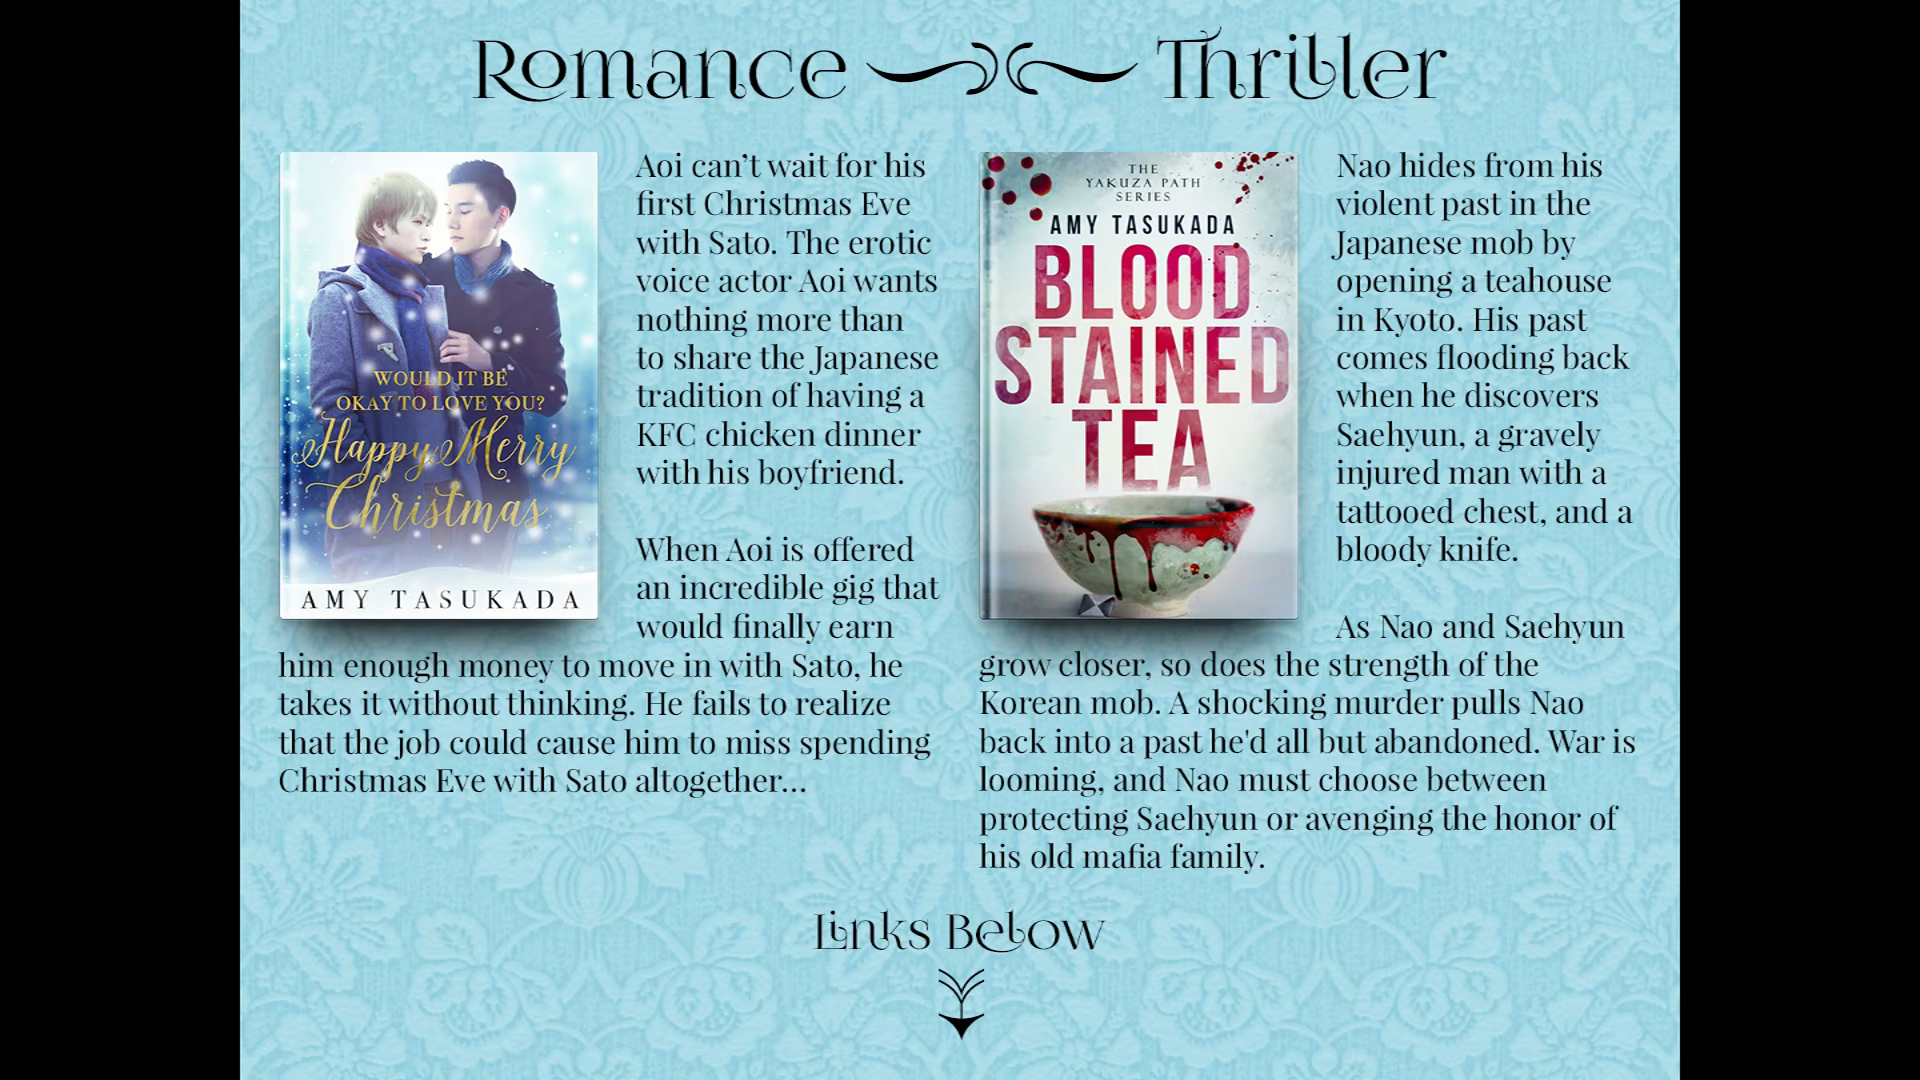 Romance
Thriller
WOULD IT BE
OKAY TO LOVE YOU?
Happy Merry
Christmas
AMY TASUKADA
Aoi can’t wait for his
first Christmas Eve
with Sato. The erotic
voice actor Aoi wants
nothing more than
to share the Japanese
tradition of having a
KFC chicken dinner
with his boyfriend.
When Aoi is offered
an incredible gig that
would finally earn
him enough money to move in with Sato, he
takes it without thinking. He fails to realize
that the job could cause him to miss spending
Christmas Eve with Sato altogether...
THE
YAKUZA PATH
SERIES
AMY TASUKADA
BLOOD
STAINED
TEA
Nao hides from his
violent past in the
Japanese mob by
opening a teahouse
in Kyoto. His past
comes flooding back
when he discovers
Saehyun, a gravely
injured man with a
tattooed chest, and a
bloody knife.
As Nao and Saehyun
grow closer, so does the strength of the
Korean mob. A shocking murder pulls Nao
back into a past he'd all but abandoned. War is
looming, and Nao must choose between
protecting Saehyun or avenging the honor of
his old mafia family.
Links Below